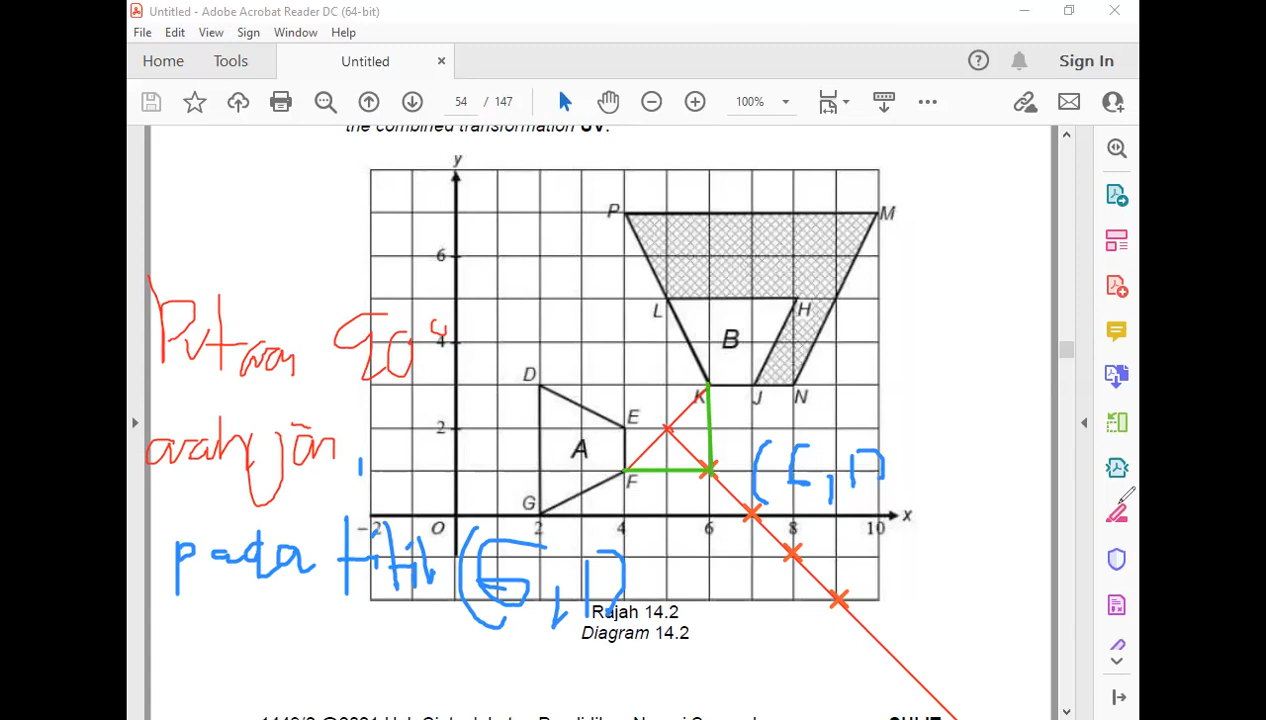 Untitled - Adobe Acrobat Reader DC (64-bit)
File Edit View Sign Window Help
Home Tools Untitled × ? Sign In
54 / 147 100%
the combined transformation UV.
y
P M
6
L H
B
4
Putaran 90°
D K J N
E
2
A
arah jam
F (6,1)
G
-2 O 2 4 6 8 10 x
pada titik (6,1)
Rajah 14.2
Diagram 14.2
SULIT